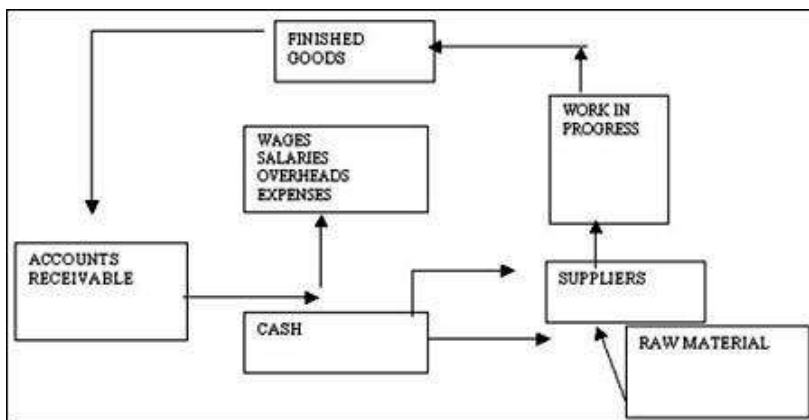 FINISHED
GOODS
WORK IN
PROGRESS
WAGES
SALARIES
OVERHEADS
EXPENSES
ACCOUNTS
RECEIVABLE
SUPPLIERS
CASH
RAW MATERIAL